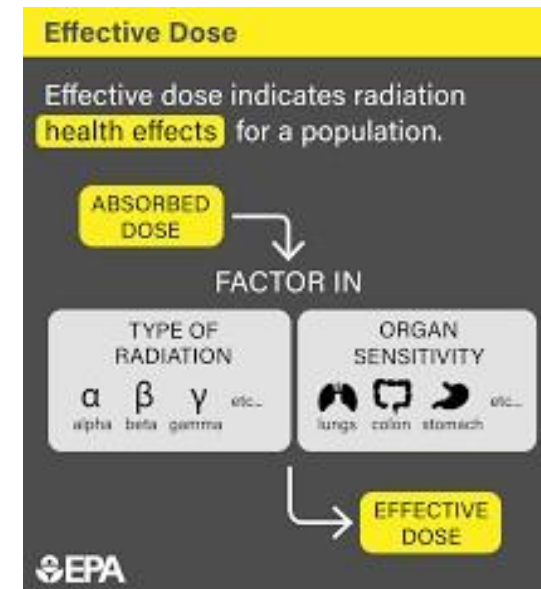 Effective Dose
Effective dose indicates radiation
health effects for a population.
ABSORBED
DOSE
FACTOR IN
TYPE OF
RADIATION
α β γ etc...
alpha beta gamma
ORGAN
SENSITIVITY
etc...
lungs colon stomach
EFFECTIVE
DOSE
EPA